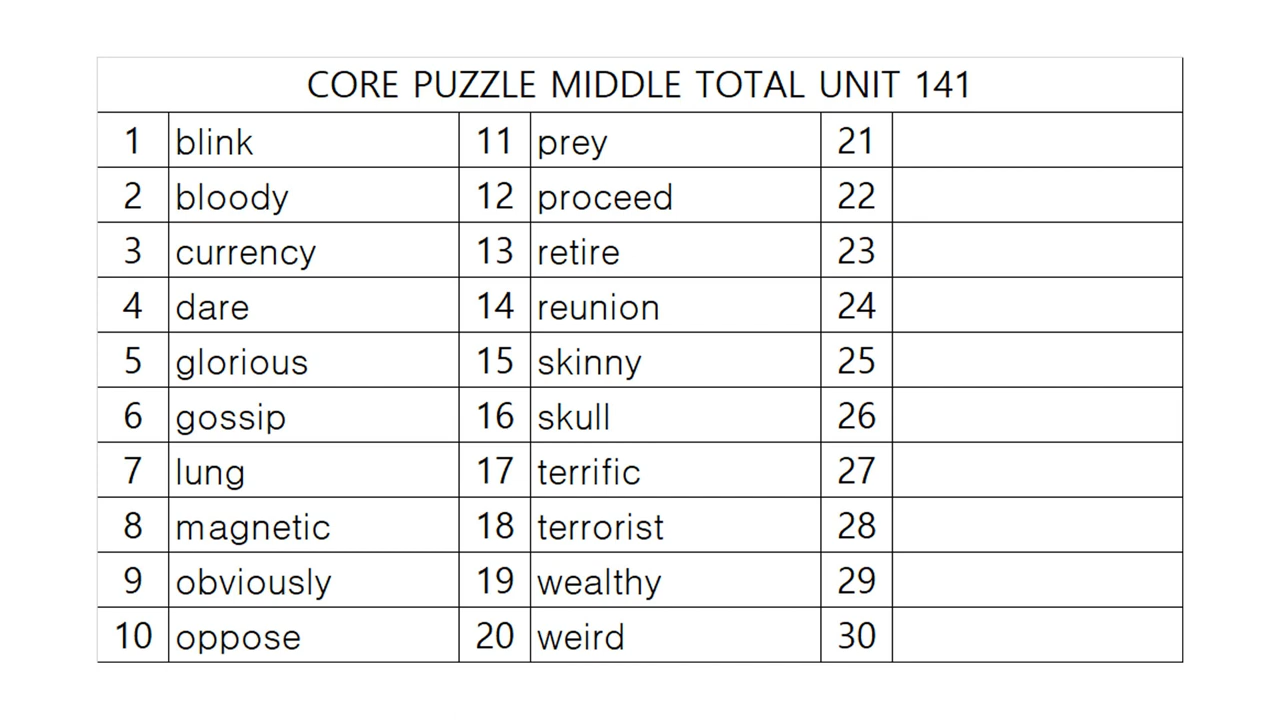 CORE PUZZLE MIDDLE TOTAL UNIT 141
1 blink 11 prey 21
2 bloody 12 proceed 22
3 currency 13 retire 23
4 dare 14 reunion 24
5 glorious 15 skinny 25
6 gossip 16 skull 26
7 lung 17 terrific 27
8 magnetic 18 terrorist 28
9 obviously 19 wealthy 29
10 oppose 20 weird 30